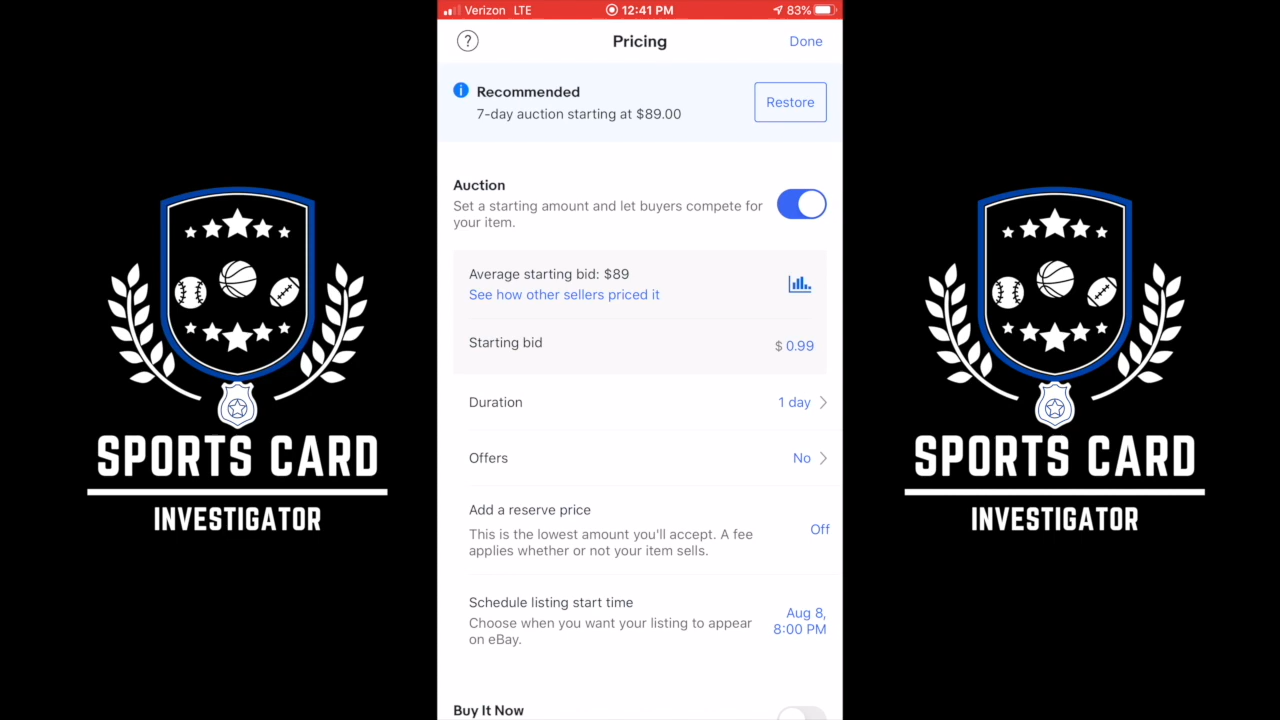 Verizon LTE 12:41 PM 83%
? Pricing Done
Recommended
7-day auction starting at $89.00
Restore
Auction
Set a starting amount and let buyers compete for
your item.
Average starting bid: $89
See how other sellers priced it
Starting bid $ 0.99
Duration 1 day
Offers No
Add a reserve price
This is the lowest amount you'll accept. A fee
applies whether or not your item sells.
Off
Schedule listing start time
Choose when you want your listing to appear
on eBay.
Aug 8,
8:00 PM
Buy It Now
SPORTS CARD
INVESTIGATOR
SPORTS CARD
INVESTIGATOR